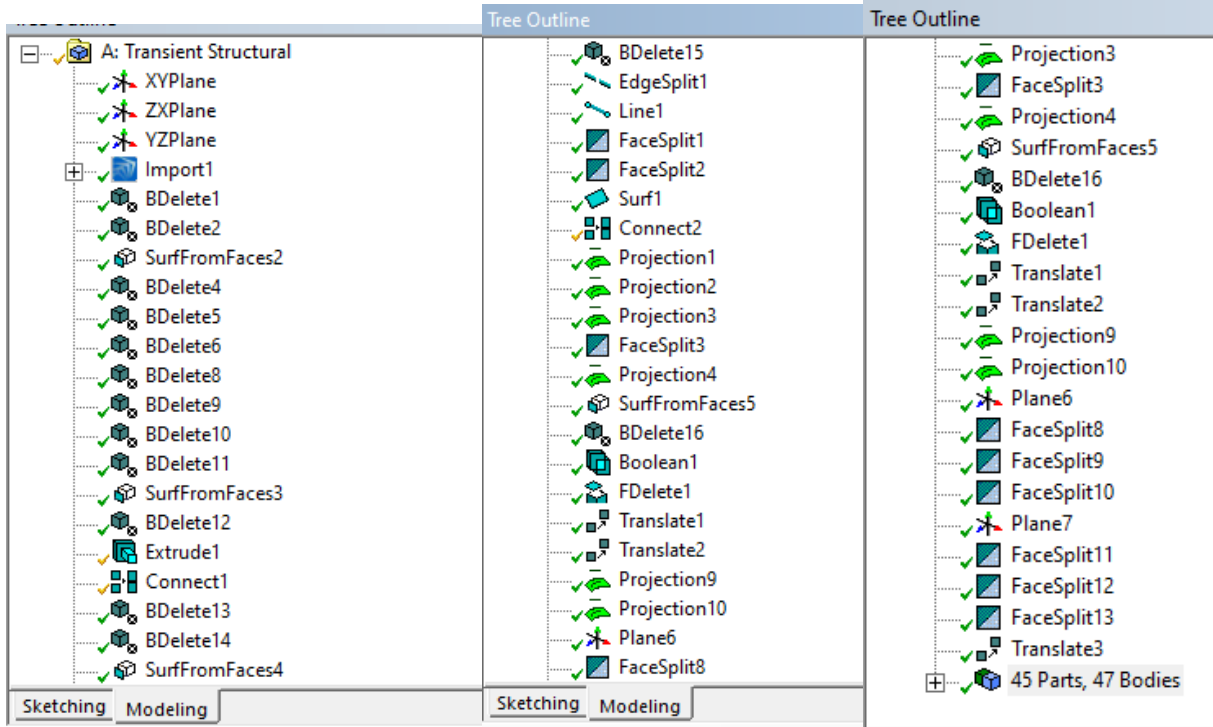 Tree Outline
A: Transient Structural
XYPlane
ZXPlane
YZPlane
Import1
BDelete1
BDelete2
SurfFromFaces2
BDelete4
BDelete5
BDelete6
BDelete8
BDelete9
BDelete10
BDelete11
SurfFromFaces3
BDelete12
Extrude1
Connect1
BDelete13
BDelete14
SurfFromFaces4
Sketching Modeling
Tree Outline
BDelete15
EdgeSplit1
Line1
FaceSplit1
FaceSplit2
Surf1
Connect2
Projection1
Projection2
Projection3
FaceSplit3
Projection4
SurfFromFaces5
BDelete16
Boolean1
FDelete1
Translate1
Translate2
Projection9
Projection10
Plane6
FaceSplit8
Sketching Modeling
Tree Outline
Projection3
FaceSplit3
Projection4
SurfFromFaces5
BDelete16
Boolean1
FDelete1
Translate1
Translate2
Projection9
Projection10
Plane6
FaceSplit8
FaceSplit9
FaceSplit10
Plane7
FaceSplit11
FaceSplit12
FaceSplit13
Translate3
45 Parts, 47 Bodies